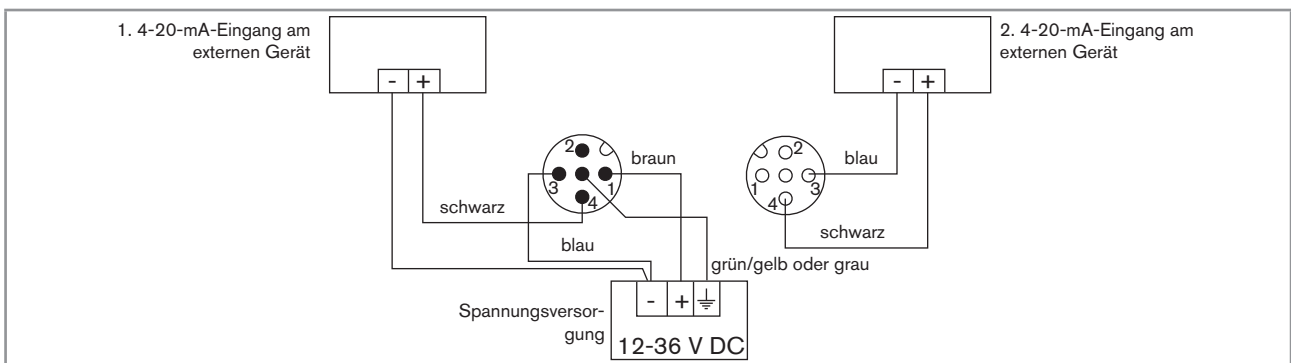 1. 4-20-mA-Eingang am
externen Gerät
- +
2. 4-20-mA-Eingang am
externen Gerät
- +
2
3
1
4
braun
schwarz
blau
2
1
3
4
blau
schwarz
grün/gelb oder grau
Spannungsversor-
gung
- +
12-36 V DC